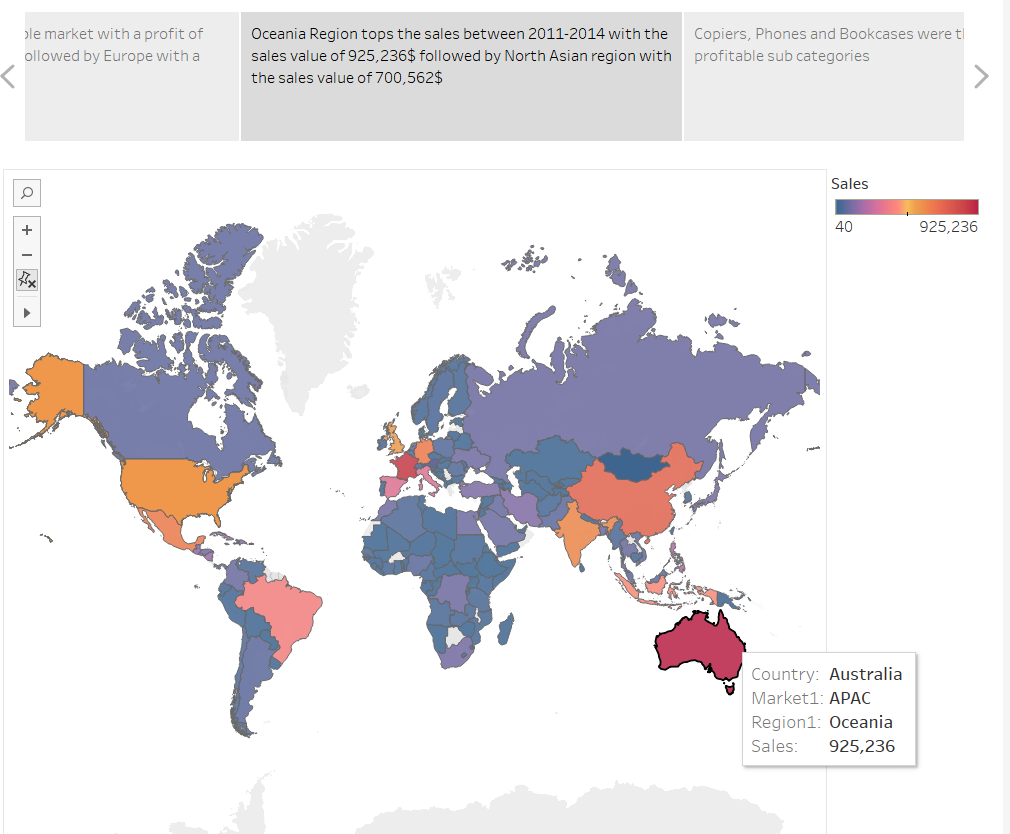 ple market with a profit of
ollowed by Europe with a
Oceania Region tops the sales between 2011-2014 with the
sales value of 925,236$ followed by North Asian region with
the sales value of 700,562$
Copiers, Phones and Bookcases were t
profitable sub categories
Sales
40
925,236
Country: Australia
Market1: APAC
Region1: Oceania
Sales: 925,236